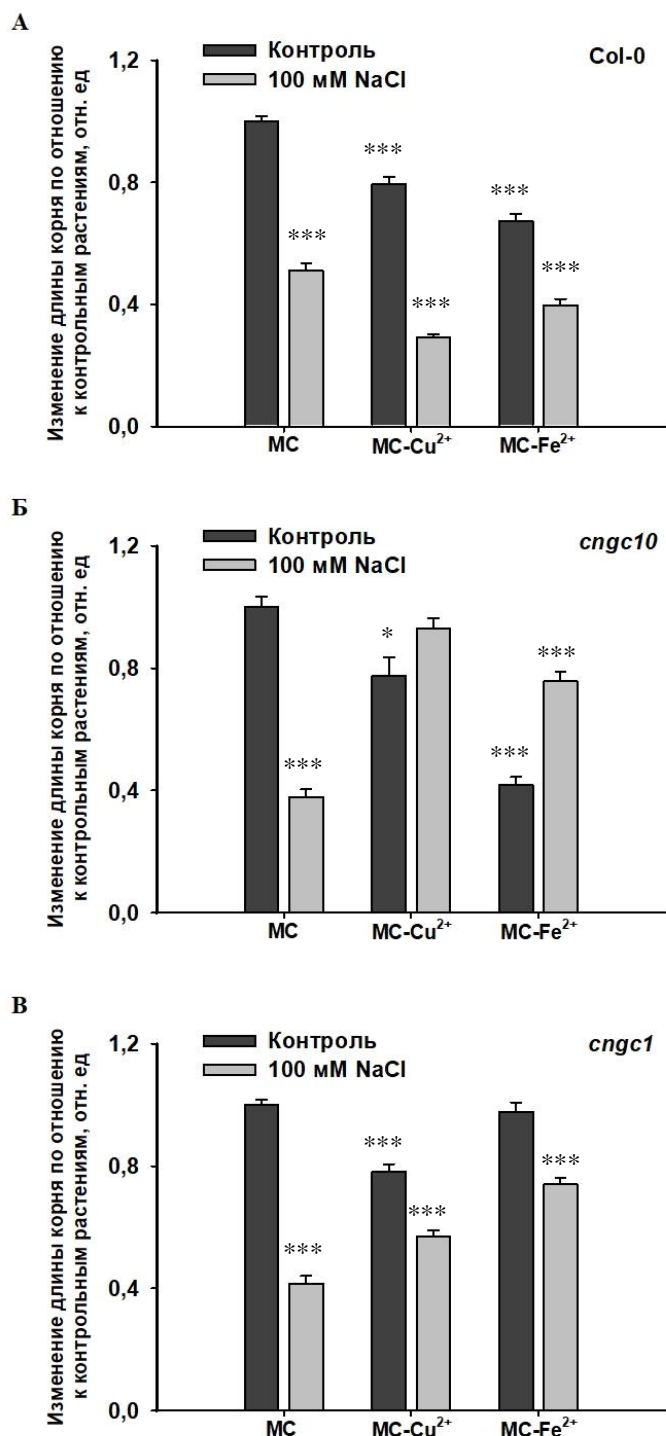 А
Изменение длины корня по отношению
к контрольным растениям, отн. ед
1,2
0,8
0,4
0,0
Контроль
100 мМ NaCl
Col-0
***
***
***
***
***
МС
МС-Cu²⁺
МС-Fe²⁺
Б
Изменение длины корня по отношению
к контрольным растениям, отн. ед
1,2
0,8
0,4
0,0
Контроль
100 мМ NaCl
cngc10
***
*
***
***
МС
МС-Cu²⁺
МС-Fe²⁺
В
Изменение длины корня по отношению
к контрольным растениям, отн. ед
1,2
0,8
0,4
0,0
Контроль
100 мМ NaCl
cngc1
***
***
***
***
МС
МС-Cu²⁺
МС-Fe²⁺